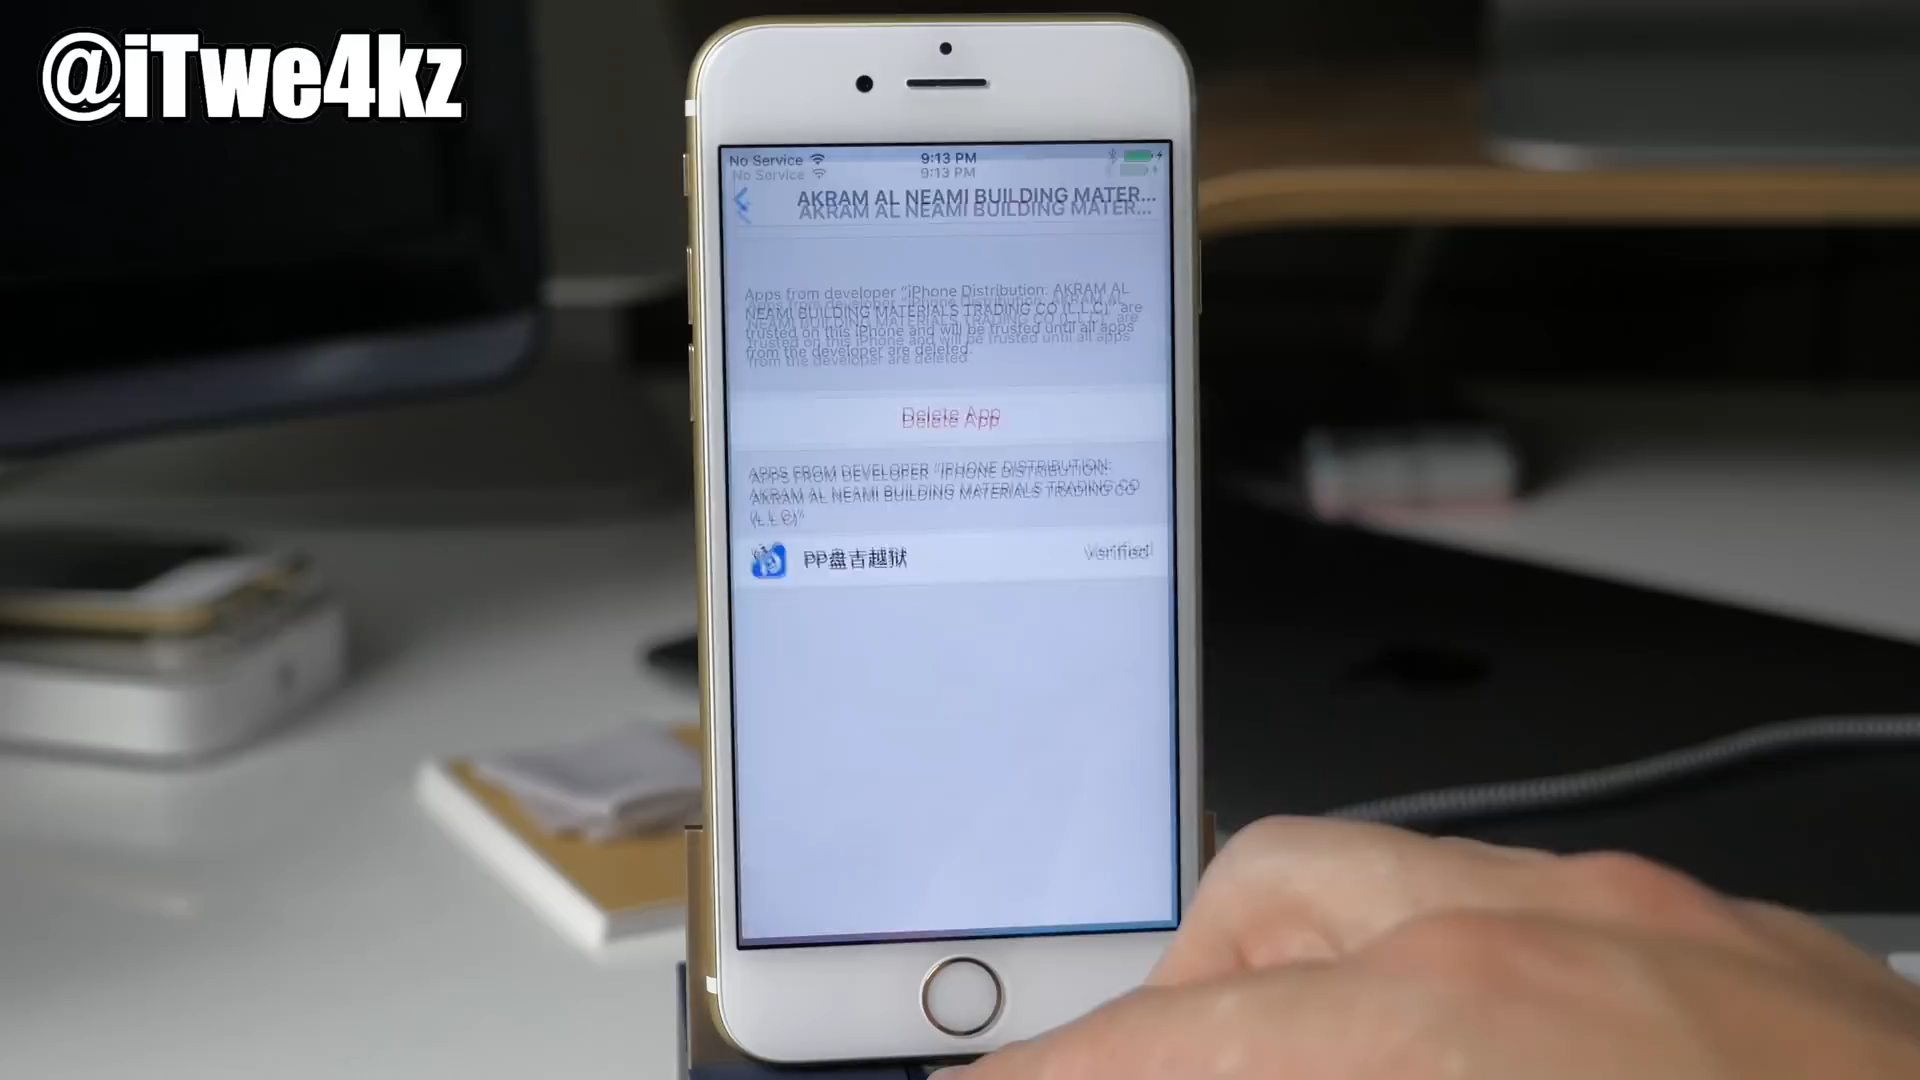 @iTwe4kz
No Service 9:13 PM
AKRAM AL NEAMI BUILDING MATER...
Apps from developer “iPhone Distribution: AKRAM AL
NEAMI BUILDING MATERIALS TRADING CO (L.L.C)” are
trusted on this iPhone and will be trusted until all apps
from the developer are deleted.
Delete App
APPS FROM DEVELOPER “IPHONE DISTRIBUTION:
AKRAM AL NEAMI BUILDING MATERIALS TRADING CO
(L.L.C)”
PP盘古越狱 Verified